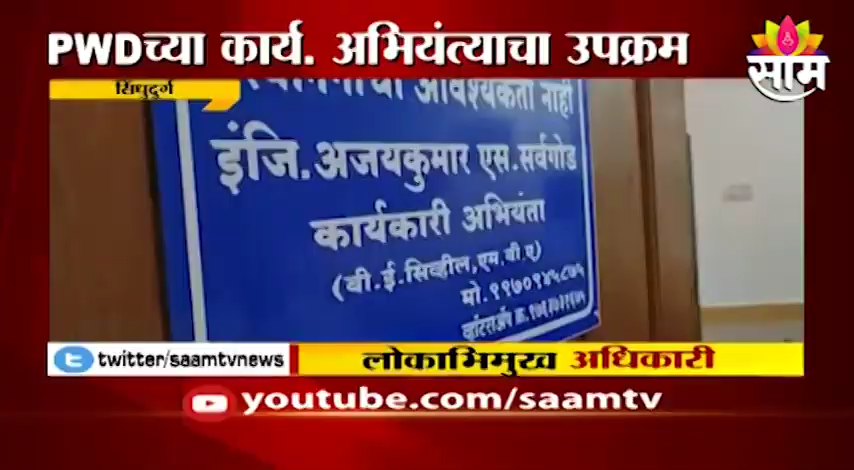 PWDच्या कार्य. अभियंत्याचा उपक्रम
साम
सिंधुदुर्ग
आवश्यकता नाही
इंजि.अजयकुमार एस.सर्वगोड
कार्यकारी अभियंता
(बी.ई.सिव्हील,एम.बी.ए)
मो.९९७०९४५८७५
twitter/saamtvnews
लोकाभिमुख अधिकारी
youtube.com/saamtv